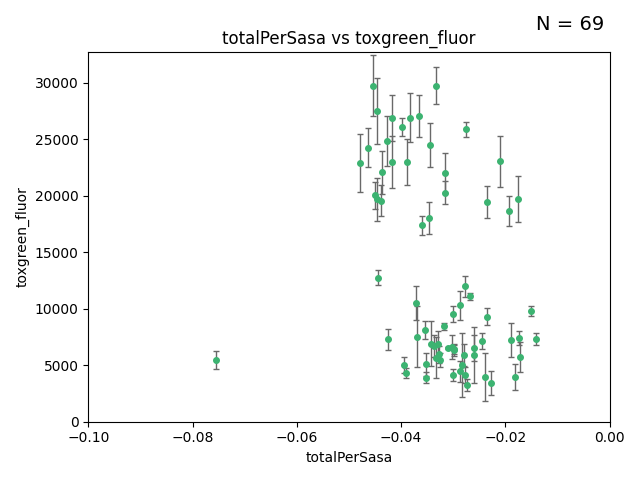 N = 69
totalPerSasa vs toxgreen_fluor
30000
25000
20000
15000
10000
5000
0
toxgreen_fluor
−0.10 −0.08 −0.06 −0.04 −0.02 0.00
totalPerSasa